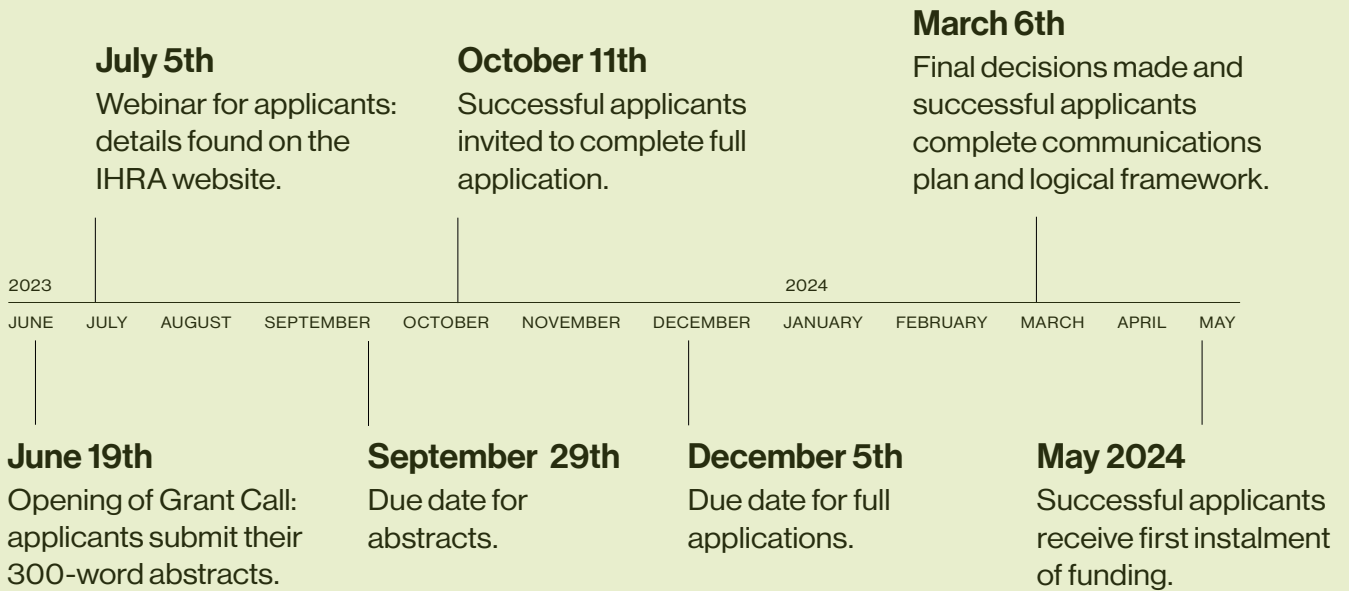 March 6th
Final decisions made and
successful applicants
complete communications
plan and logical framework.
July 5th
Webinar for applicants:
details found on the
IHRA website.
October 11th
Successful applicants
invited to complete full
application.
2023
2024
JUNE JULY AUGUST SEPTEMBER OCTOBER NOVEMBER DECEMBER JANUARY FEBRUARY MARCH APRIL MAY
June 19th
Opening of Grant Call:
applicants submit their
300-word abstracts.
September 29th
Due date for
abstracts.
December 5th
Due date for full
applications.
May 2024
Successful applicants
receive first instalment
of funding.